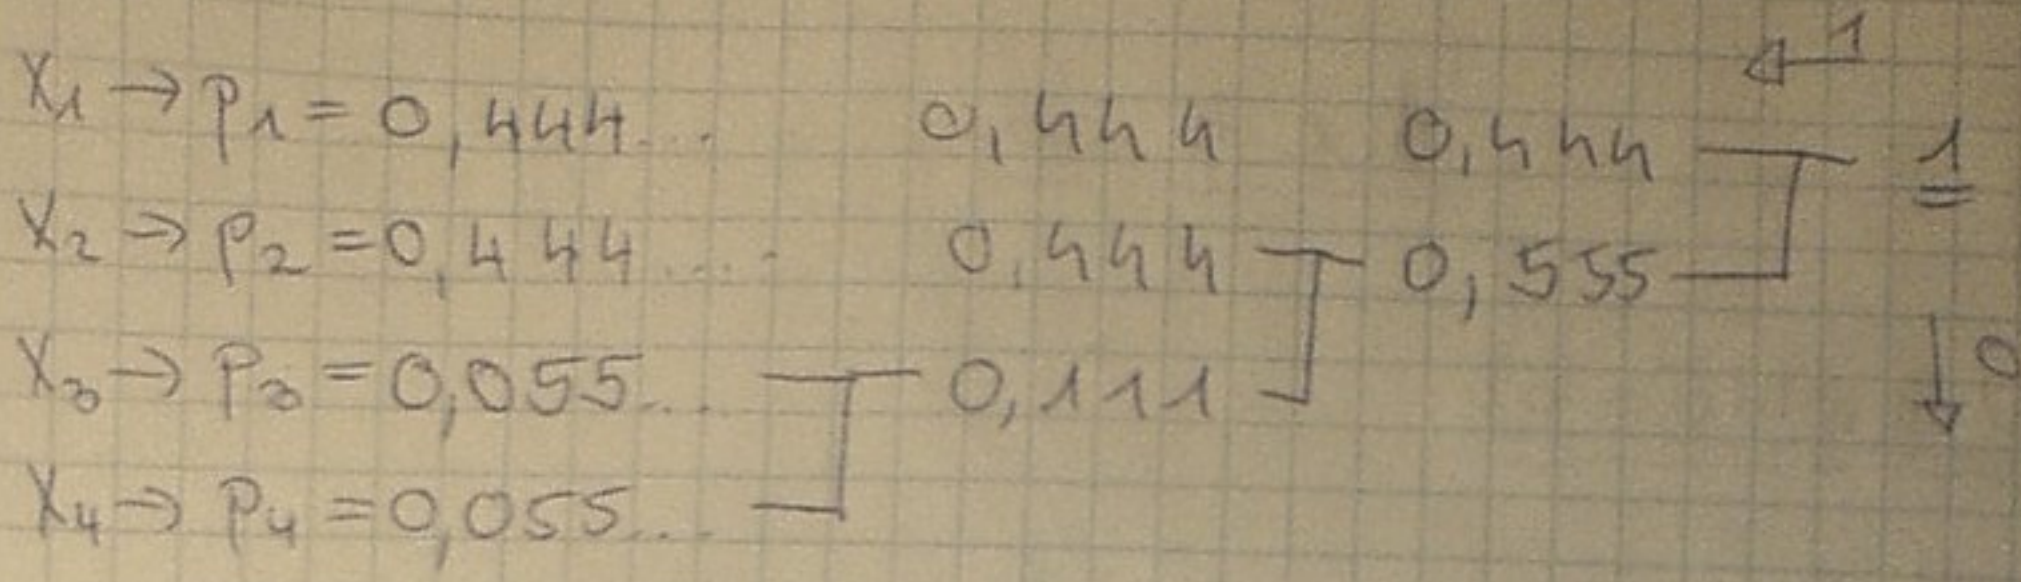 1
X₁ → p₁ = 0,444... 0,444 0,444 1
X₂ → p₂ = 0,444.... 0,444 0,555
X₃ → p₃ = 0,055... 0,111 0
X₄ → p₄ = 0,055...